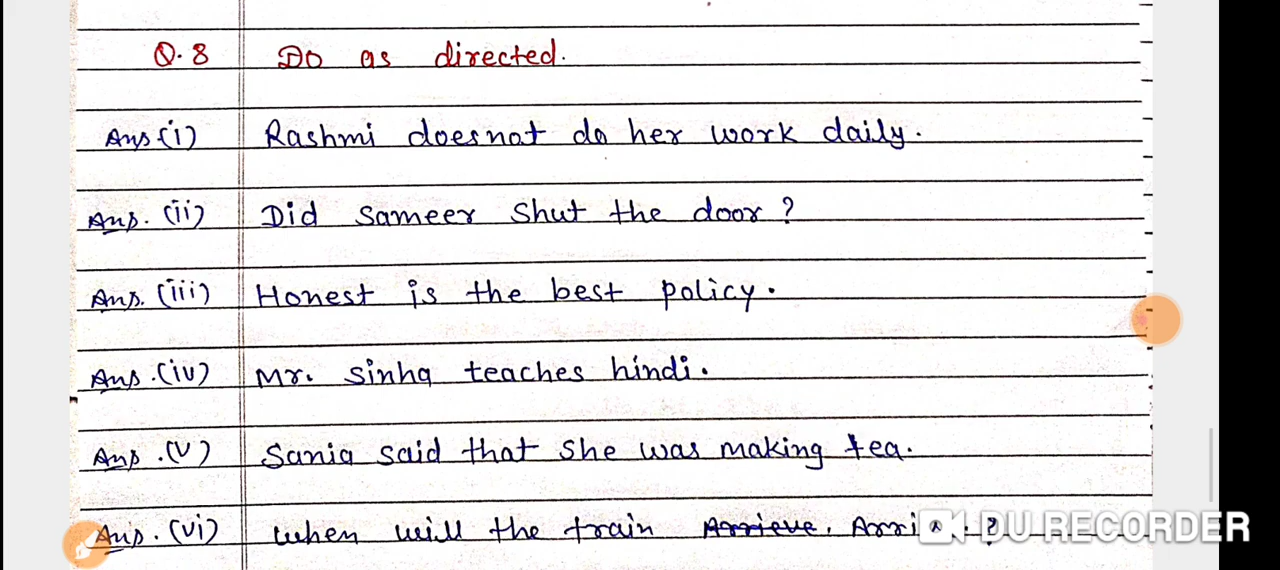 Q.8 Do as directed.
Ans.(i) Rashmi doesnot do her work daily.
Ans.(ii) Did sameer shut the door?
Ans.(iii) Honest is the best policy.
Ans.(iv) Mr. Sinha teaches hindi.
Ans.(v) Sania said that she was making tea.
Ans.(vi) When will the train Arrieve. ?
DU RECORDER